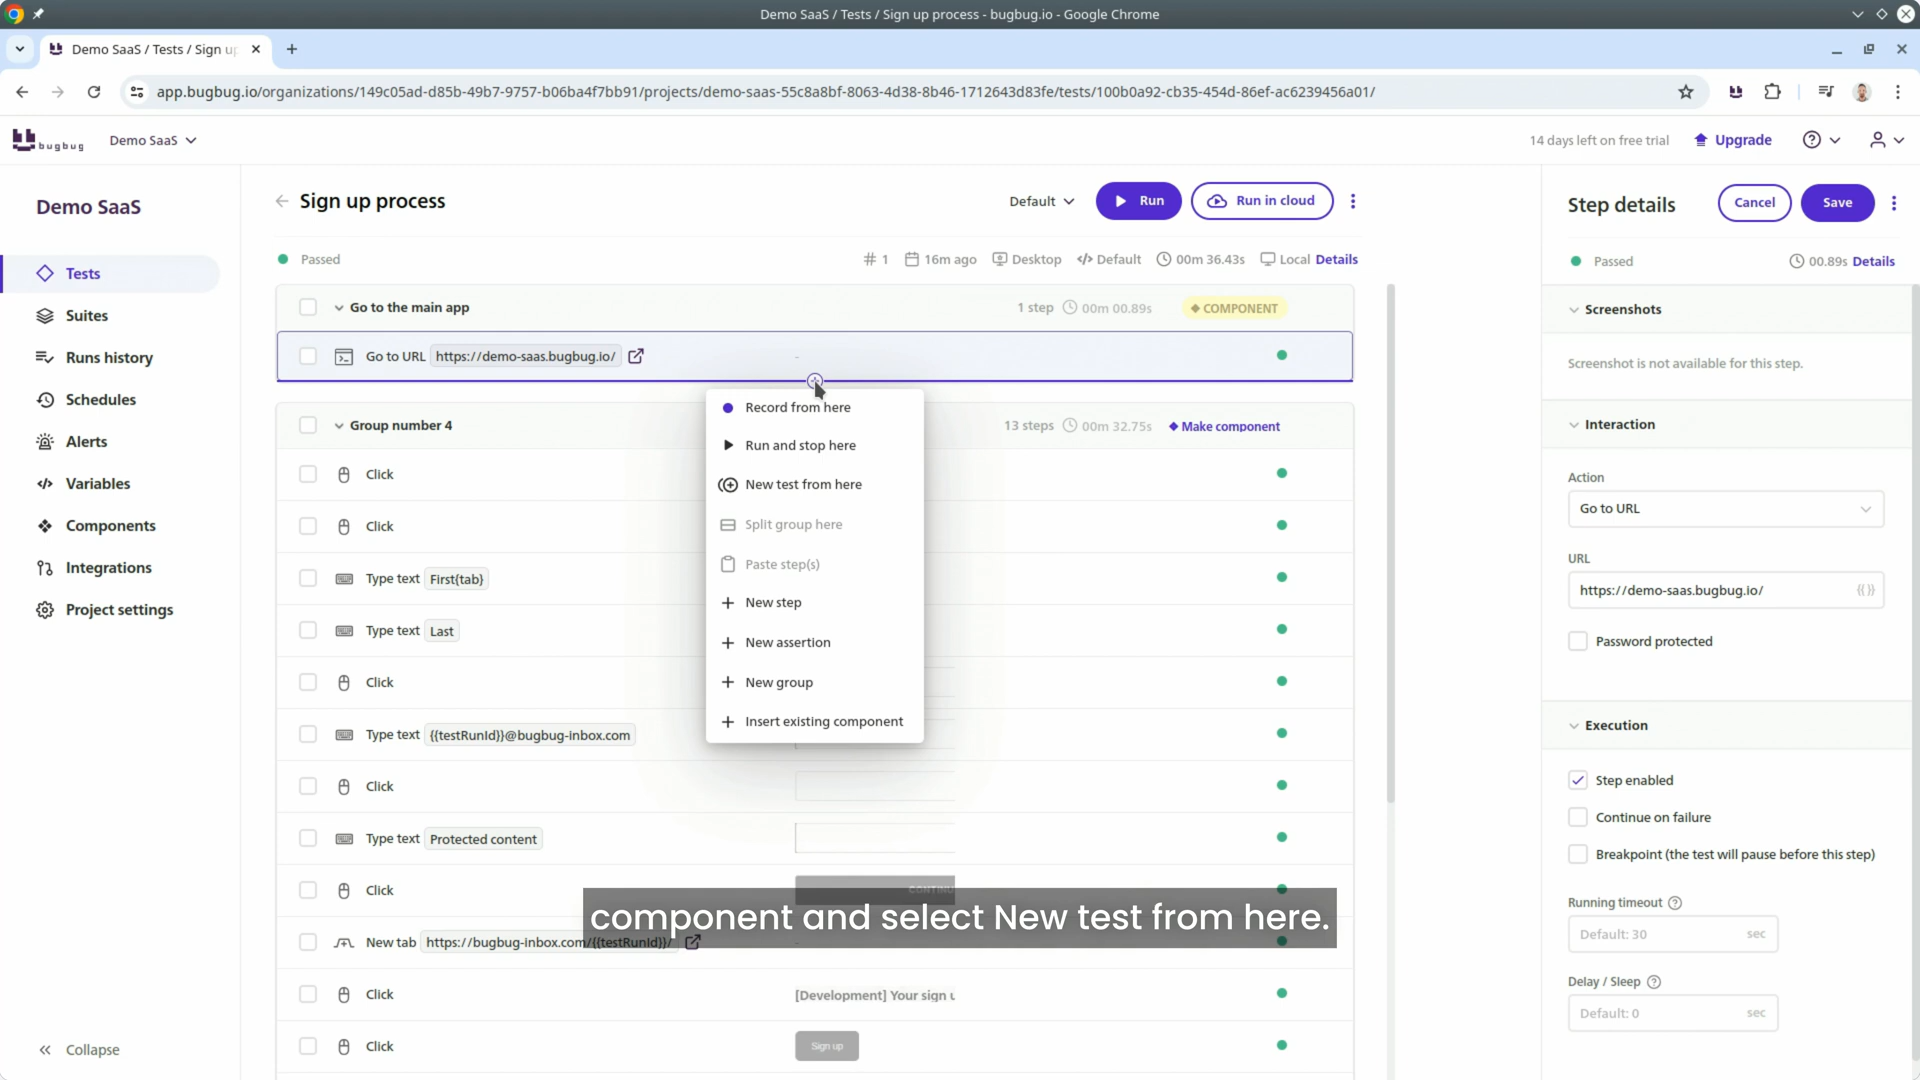 Demo SaaS / Tests / Sign up process - bugbug.io - Google Chrome
Demo SaaS / Tests / Sign up
app.bugbug.io/organizations/149c05ad-d85b-49b7-9757-b06ba4f7bb91/projects/demo-saas-55c8a8bf-8063-4d38-8b46-1712643d83fe/tests/100b0a92-cb35-454d-86ef-ac6239456a01/
bugbug
Demo SaaS
14 days left on free trial
Upgrade
Demo SaaS
Tests
Suites
Runs history
Schedules
Alerts
Variables
Components
Integrations
Project settings
Collapse
Sign up process
Default
Run
Run in cloud
Passed
# 1
16m ago
Desktop
Default
00m 36.43s
Local Details
Go to the main app
1 step
00m 00.89s
COMPONENT
Go to URL https://demo-saas.bugbug.io/
-
Group number 4
13 steps
00m 32.75s
Make component
Click
Click
Type text First{tab}
Type text Last
Click
Type text {{testRunId}}@bugbug-inbox.com
Click
Type text Protected content
Click
New tab https://bugbug-inbox.com/{{testRunId}}/
Click
[Development] Your sign u
Click
Sign up
Record from here
Run and stop here
New test from here
Split group here
Paste step(s)
New step
New assertion
New group
Insert existing component
component and select New test from here.
Step details
Cancel
Save
Passed
00.89s Details
Screenshots
Screenshot is not available for this step.
Interaction
Action
Go to URL
URL
https://demo-saas.bugbug.io/
Password protected
Execution
Step enabled
Continue on failure
Breakpoint (the test will pause before this step)
Running timeout
Default: 30
sec
Delay / Sleep
Default: 0
sec